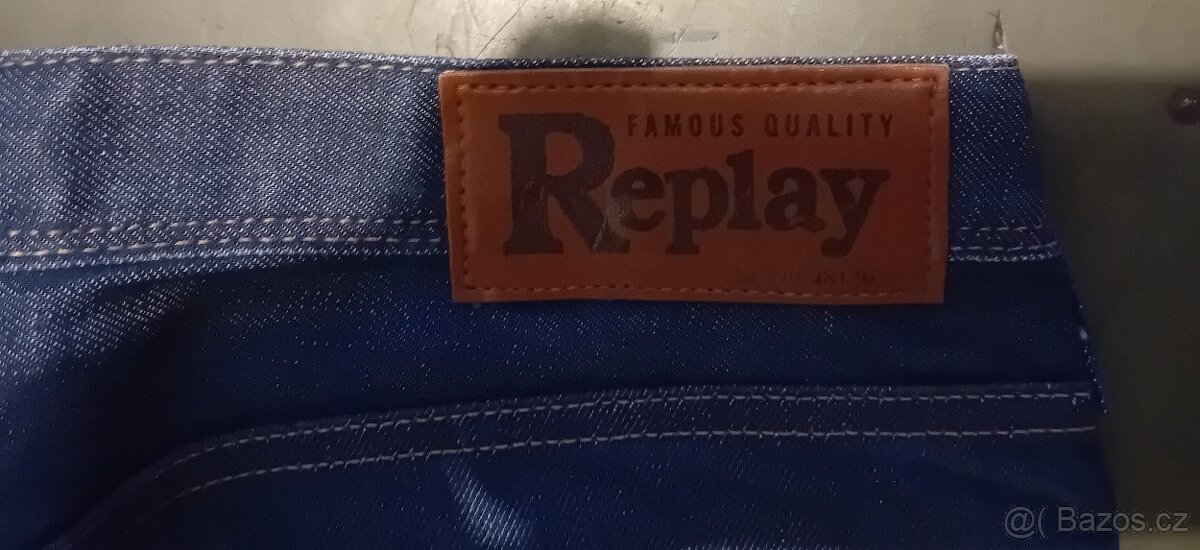 FAMOUS QUALITY
Replay
@( Bazos.cz